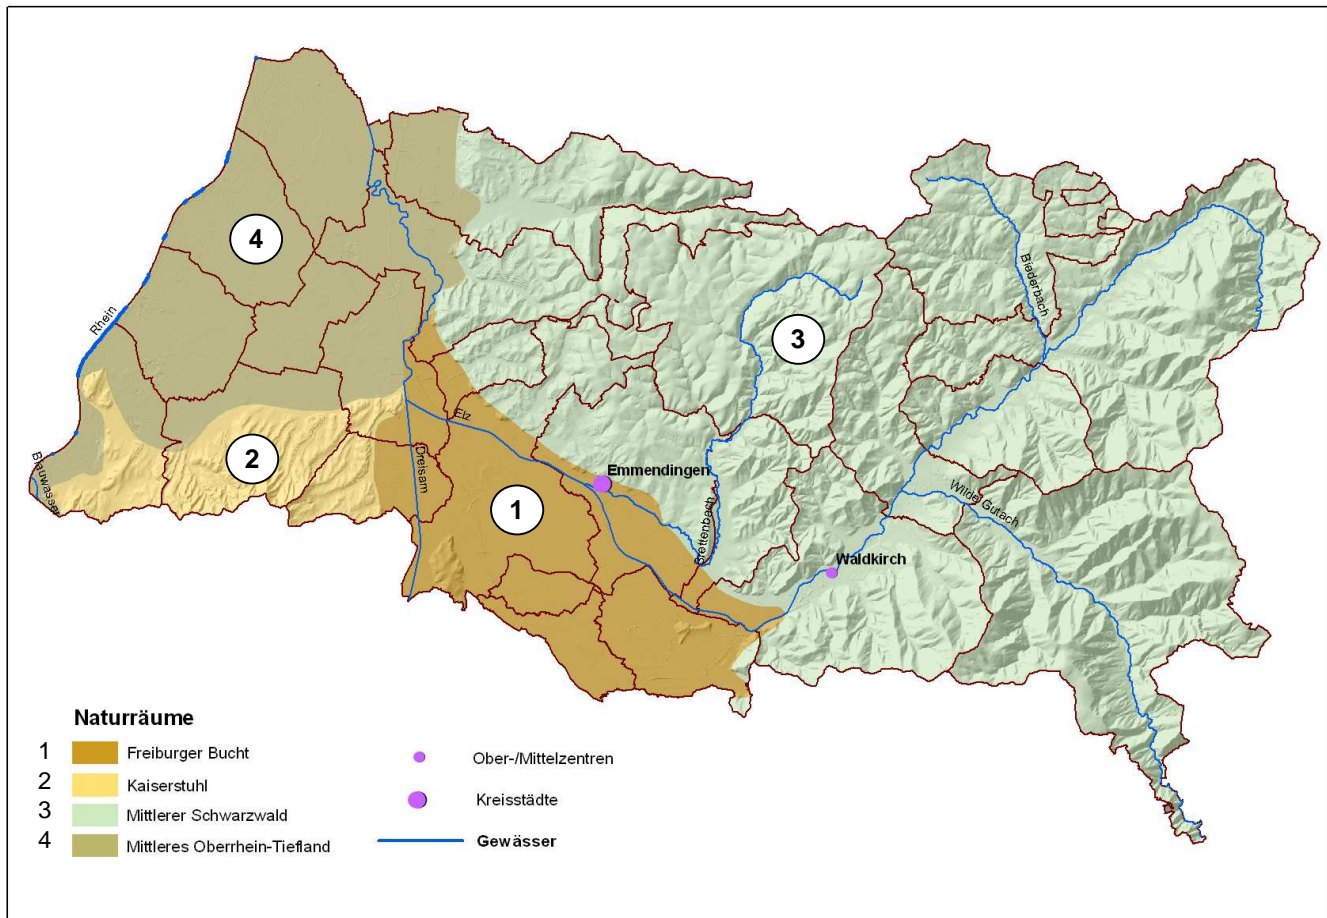 4
Rhein
Biederbach
3
Elz
2
Dreisam
Emmendingen
Blauwasser
1
Brettenbach
Wilde Gutach
Waldkirch
Naturräume
1 Freiburger Bucht
2 Kaiserstuhl
3 Mittlerer Schwarzwald
4 Mittleres Oberrhein-Tiefland
Ober-/Mittelzentren
Kreisstädte
Gewässer